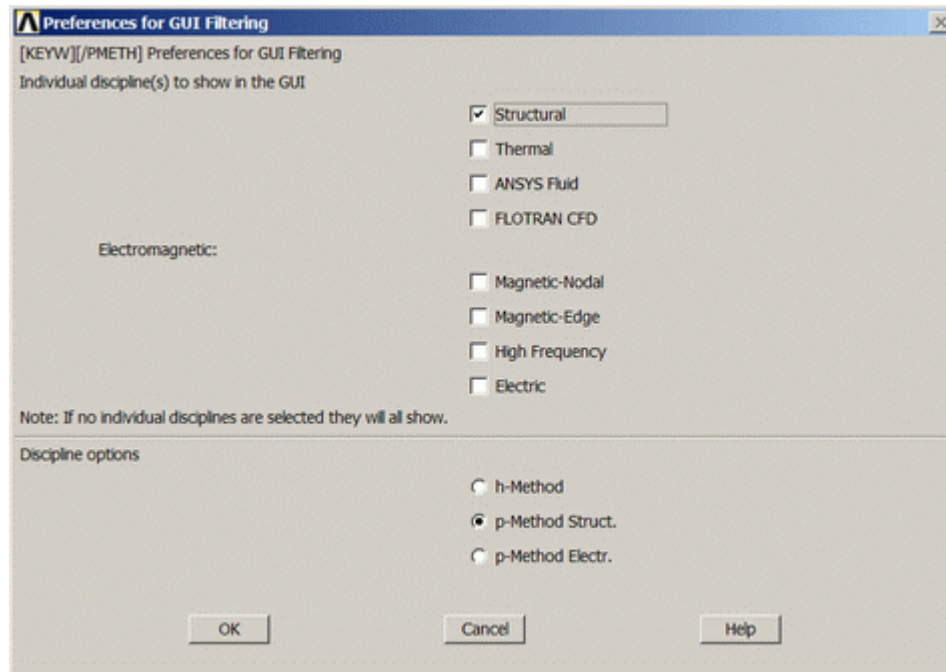 Preferences for GUI Filtering
[KEYW][/PMETH] Preferences for GUI Filtering
Individual discipline(s) to show in the GUI
Structural
Thermal
ANSYS Fluid
FLOTRAN CFD
Electromagnetic:
Magnetic-Nodal
Magnetic-Edge
High Frequency
Electric
Note: If no individual disciplines are selected they will all show.
Discipline options
h-Method
p-Method Struct.
p-Method Electr.
OK Cancel Help